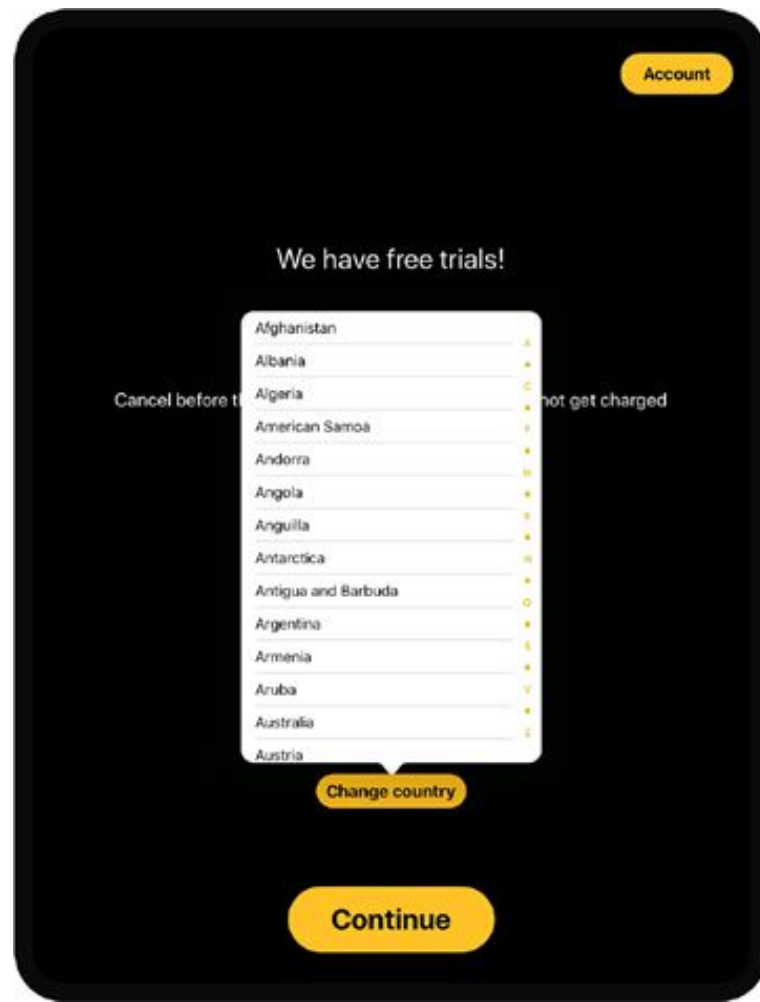 Account
We have free trials!
Afghanistan
Albania
Cancel before t
not get charged
Algeria
American Samoa
Andorra
Angola
Anguilla
Antarctica
Antigua and Barbuda
Argentina
Armenia
Aruba
Australia
Austria
Change country
Continue